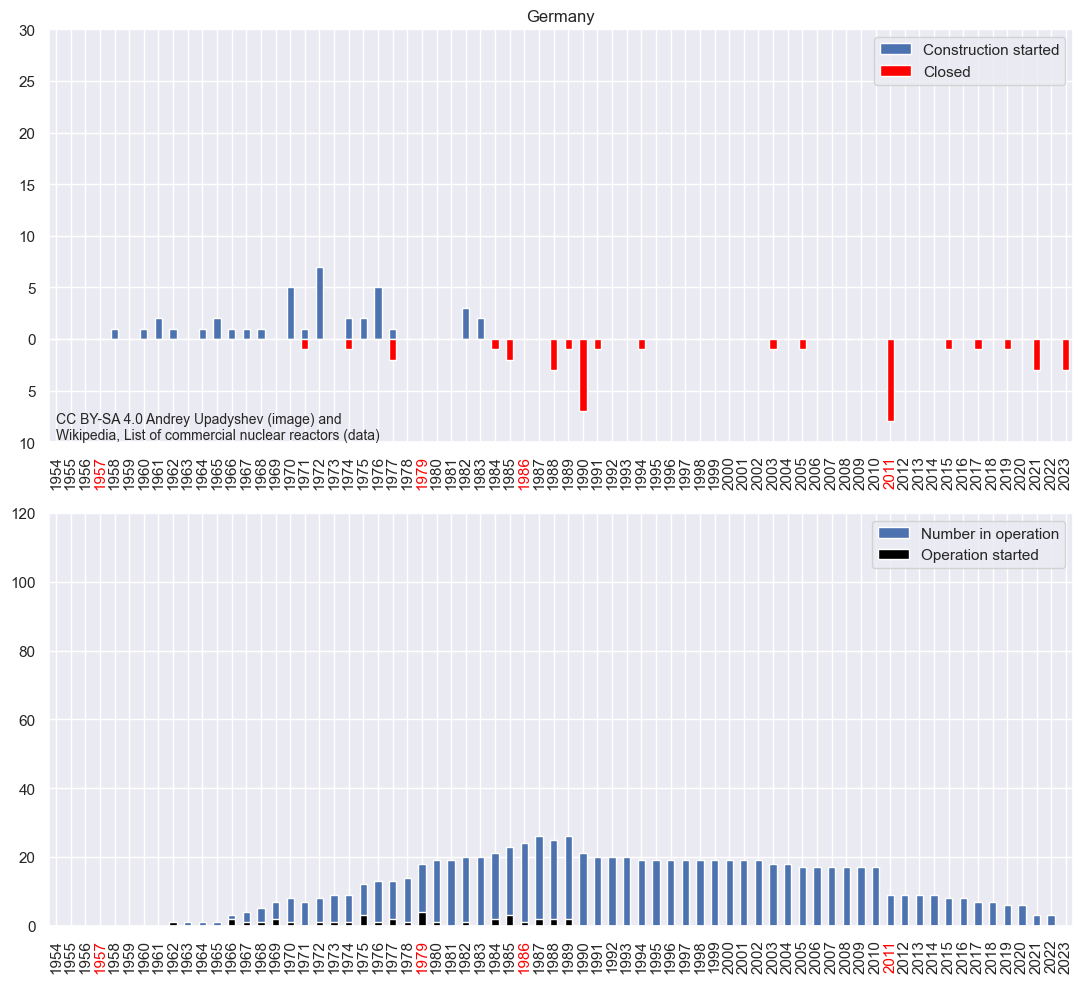 Germany
30
25
20
15
10
5
0
5
10
Construction started
Closed
CC BY-SA 4.0 Andrey Upadyshev (image) and
Wikipedia, List of commercial nuclear reactors (data)
1954 1955 1956 1957 1958 1959 1960 1961 1962 1963 1964 1965 1966 1967 1968 1969 1970 1971 1972 1973 1974 1975 1976 1977 1978 1979 1980 1981 1982 1983 1984 1985 1986 1987 1988 1989 1990 1991 1992 1993 1994 1995 1996 1997 1998 1999 2000 2001 2002 2003 2004 2005 2006 2007 2008 2009 2010 2011 2012 2013 2014 2015 2016 2017 2018 2019 2020 2021 2022 2023
120
100
80
60
40
20
0
Number in operation
Operation started
1954 1955 1956 1957 1958 1959 1960 1961 1962 1963 1964 1965 1966 1967 1968 1969 1970 1971 1972 1973 1974 1975 1976 1977 1978 1979 1980 1981 1982 1983 1984 1985 1986 1987 1988 1989 1990 1991 1992 1993 1994 1995 1996 1997 1998 1999 2000 2001 2002 2003 2004 2005 2006 2007 2008 2009 2010 2011 2012 2013 2014 2015 2016 2017 2018 2019 2020 2021 2022 2023